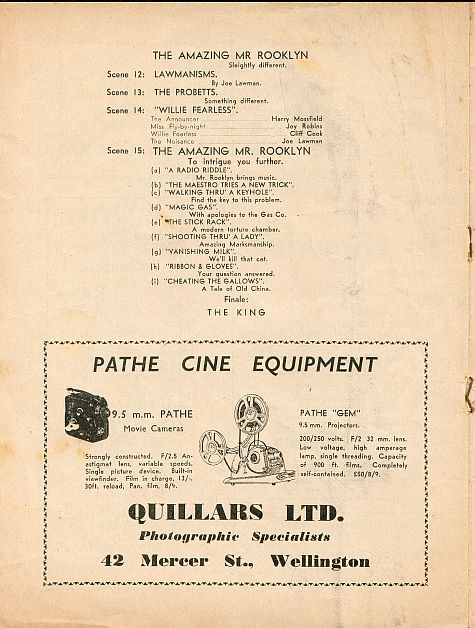 THE AMAZING MR ROOKLYN
Sleightly different.
Scene 12: LAWMANISMS.
By Joe Lawman.
Scene 13: THE PROBETTS.
Something different.
Scene 14: "WILLIE FEARLESS".
The Announcer Harry Mossfield
Miss Fly-by-night Joy Robins
Willie Fearless Cliff Cook
The Nuisance Joe Lawman
Scene 15: THE AMAZING MR. ROOKLYN
To intrigue you further.
(a) "A RADIO RIDDLE".
Mr. Rooklyn brings music.
(b) "THE MAESTRO TRIES A NEW TRICK".
(c) "WALKING THRU' A KEYHOLE".
Find the key to this problem.
(d) "MAGIC GAS".
With apologies to the Gas Co.
(e) "THE STICK RACK".
A modern torture chamber.
(f) "SHOOTING THRU' A LADY".
Amazing Marksmanship.
(g) "VANISHING MILK".
We'll kill that cat.
(h) "RIBBON & GLOVES".
Your question answered.
(i) "CHEATING THE GALLOWS".
A Tale of Old China.
Finale:
THE KING
PATHE CINE EQUIPMENT
9.5 m.m. PATHE
Movie Cameras
Strongly constructed. F/2.5 An-
astigmat lens, variable speeds.
Single picture device. Built-in
viewfinder. Film in charge, 13/-.
30ft. reload, Pan. film, 8/9.
PATHE "GEM"
9.5 mm. Projectors.
200/250 volts. F/2 32 mm. lens.
Low voltage, high amperage
lamp, single threading. Capacity
of 900 ft. films. Completely
self-contained. £50/8/9.
QUILLARS LTD.
Photographic Specialists
42 Mercer St., Wellington